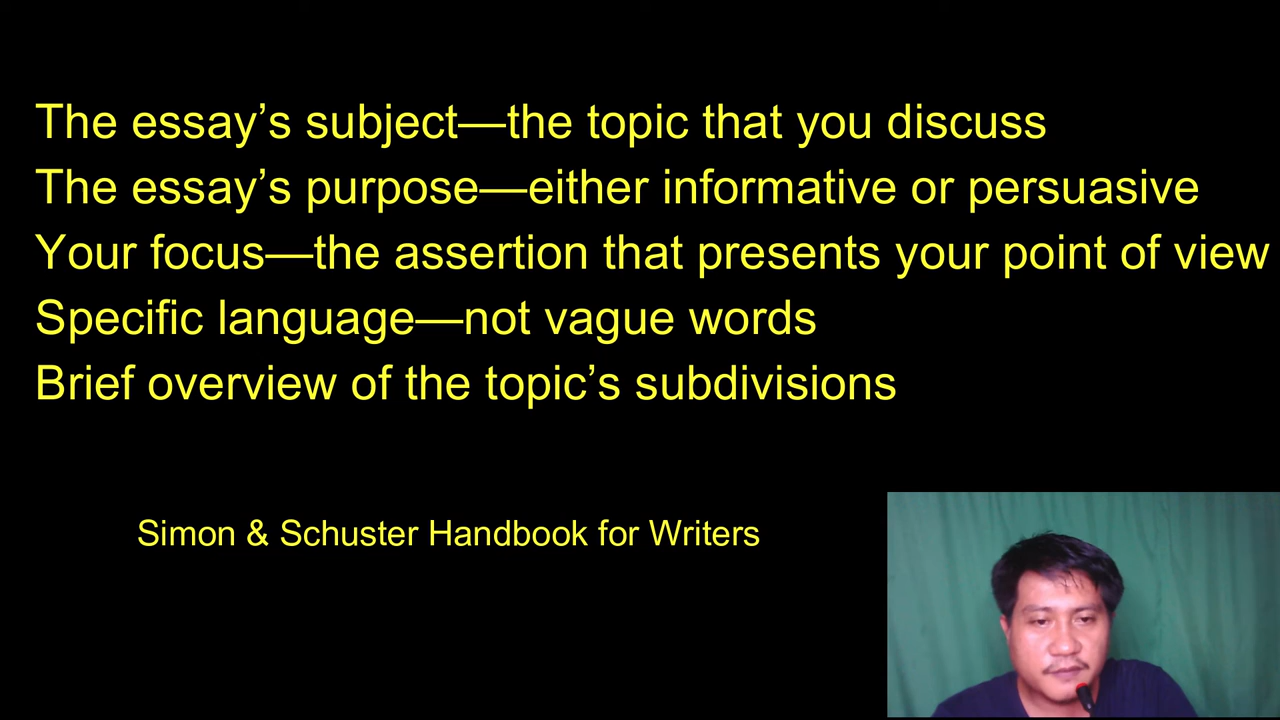 The essay’s subject—the topic that you discuss
The essay’s purpose—either informative or persuasive
Your focus—the assertion that presents your point of view
Specific language—not vague words
Brief overview of the topic’s subdivisions
Simon & Schuster Handbook for Writers